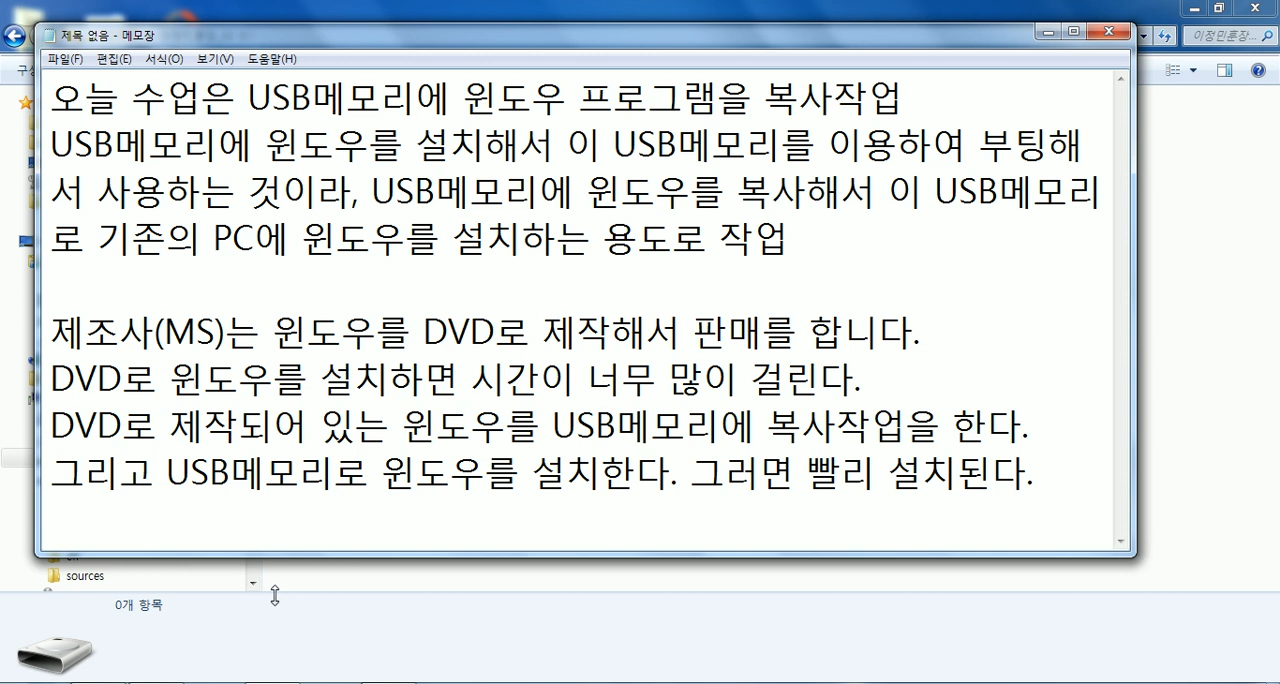 이정민훈장...
제목 없음 - 메모장
파일(F) 편집(E) 서식(O) 보기(V) 도움말(H)
오늘 수업은 USB메모리에 윈도우 프로그램을 복사작업
USB메모리에 윈도우를 설치해서 이 USB메모리를 이용하여 부팅해
서 사용하는 것이라, USB메모리에 윈도우를 복사해서 이 USB메모리
로 기존의 PC에 윈도우를 설치하는 용도로 작업
제조사(MS)는 윈도우를 DVD로 제작해서 판매를 합니다.
DVD로 윈도우를 설치하면 시간이 너무 많이 걸린다.
DVD로 제작되어 있는 윈도우를 USB메모리에 복사작업을 한다.
그리고 USB메모리로 윈도우를 설치한다. 그러면 빨리 설치된다.
sources
0개 항목